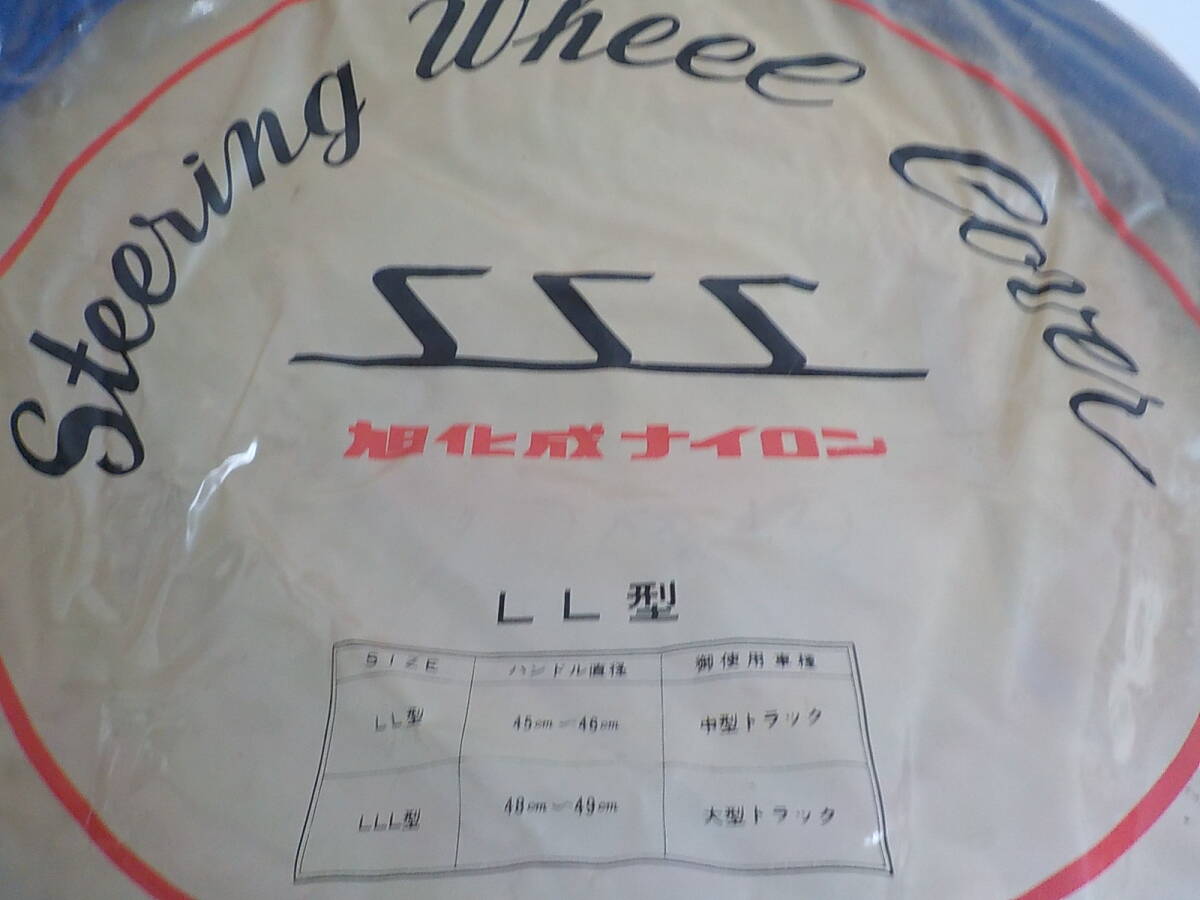 Steering Wheel Cover
SSS
旭化成ナイロン
LL型
SIZE ハンドル直径 御使用車種
LL型 45cm〜46cm 中型トラック
LLL型 48cm〜49cm 大型トラック